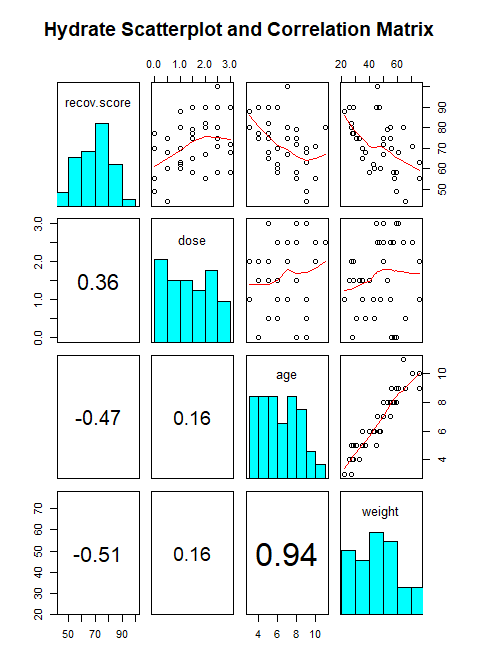 Hydrate Scatterplot and Correlation Matrix
0.0 1.0 2.0 3.0 20 40 60
recov.score
50 60 70 80 90
dose
0.0 1.0 2.0 3.0
0.36
age
-0.47 0.16
4 6 8 10
weight
20 30 40 50 60 70
-0.51 0.16 0.94
50 70 90 4 6 8 10